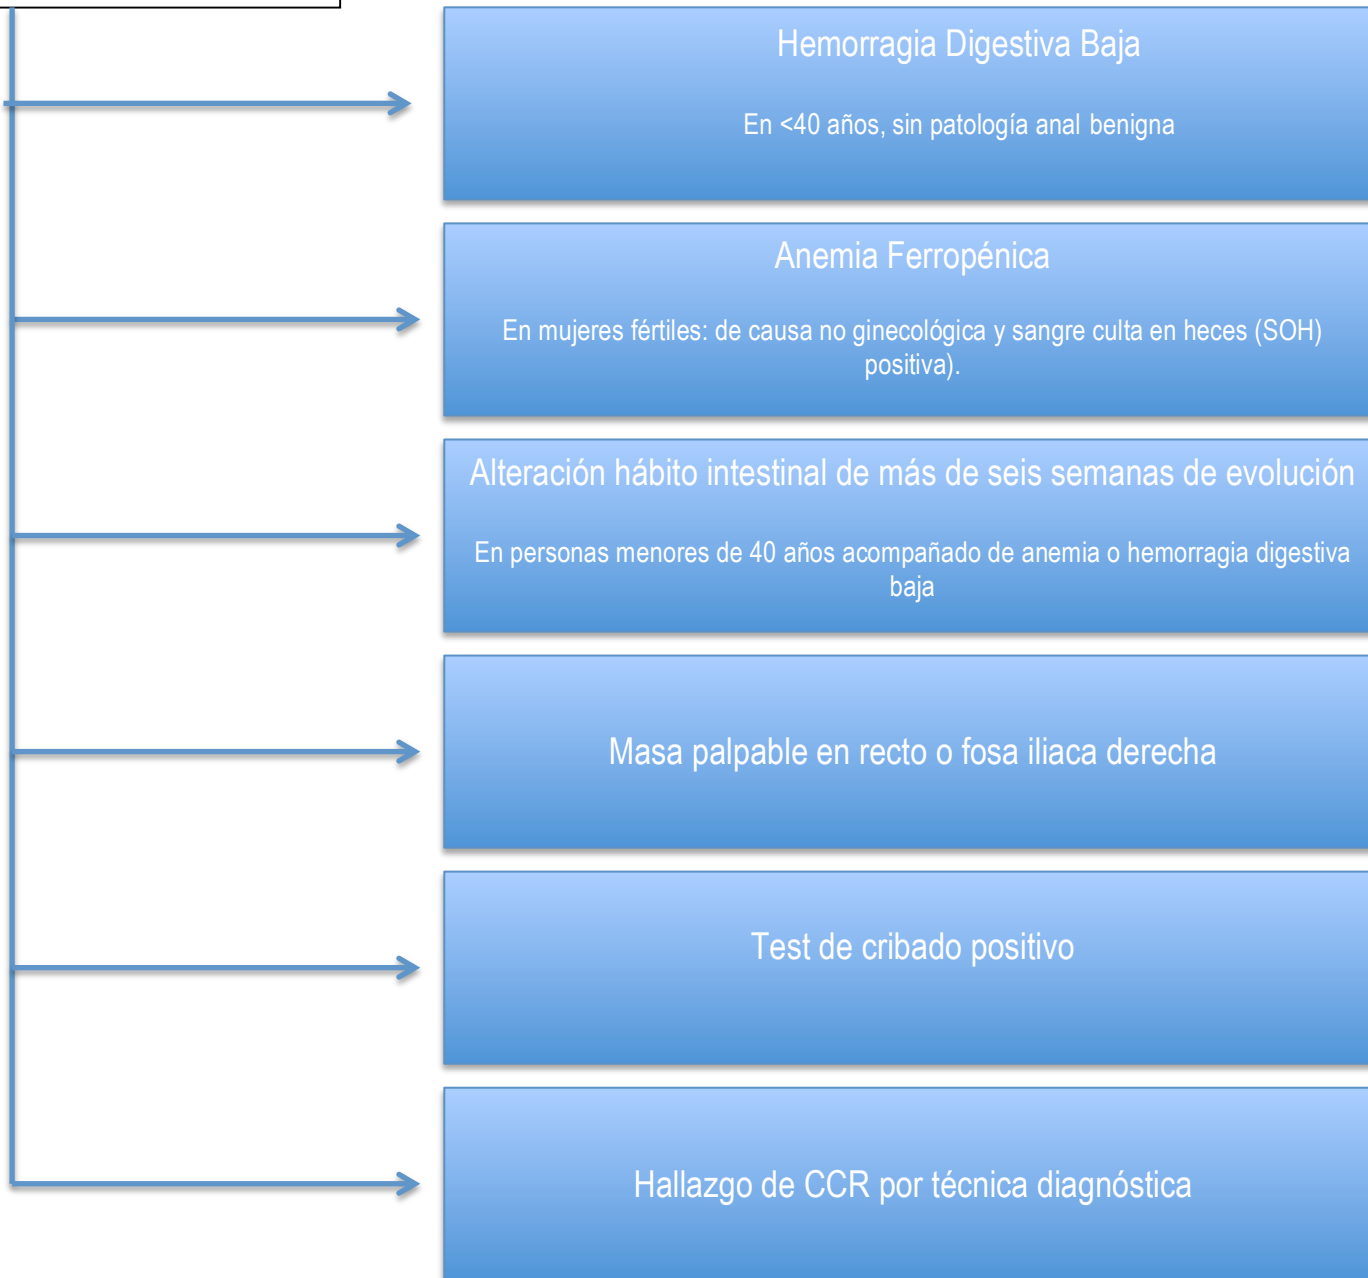 Hemorragia Digestiva Baja
En <40 años, sin patología anal benigna
Anemia Ferropénica
En mujeres fértiles: de causa no ginecológica y sangre culta en heces (SOH)
positiva).
Alteración hábito intestinal de más de seis semanas de evolución
En personas menores de 40 años acompañado de anemia o hemorragia digestiva
baja
Masa palpable en recto o fosa iliaca derecha
Test de cribado positivo
Hallazgo de CCR por técnica diagnóstica